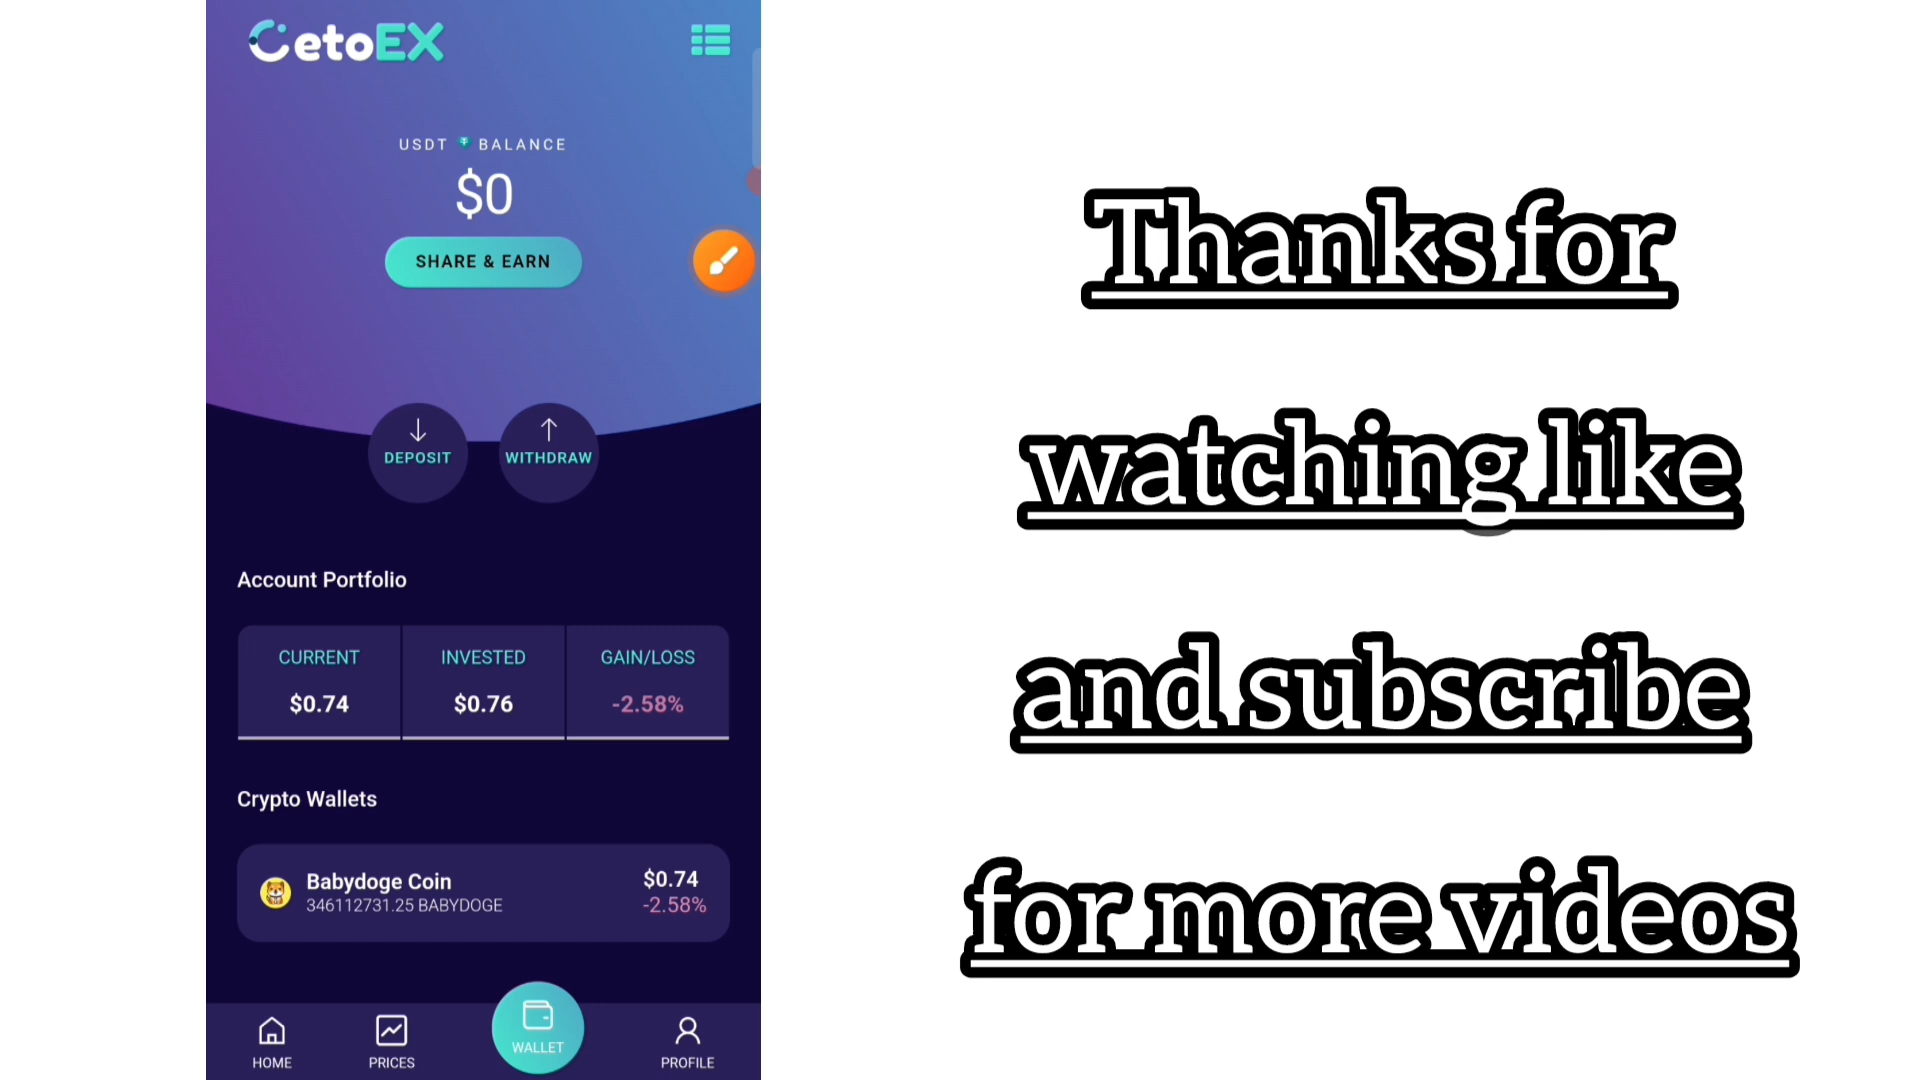 CetoEX
USDT BALANCE
$0
SHARE & EARN
DEPOSIT
WITHDRAW
Account Portfolio
CURRENT
INVESTED
GAIN/LOSS
$0.74
$0.76
-2.58%
Crypto Wallets
Babydoge Coin
346112731.25 BABYDOGE
$0.74
-2.58%
HOME
PRICES
WALLET
PROFILE
Thanks for
watching like
and subscribe
for more videos